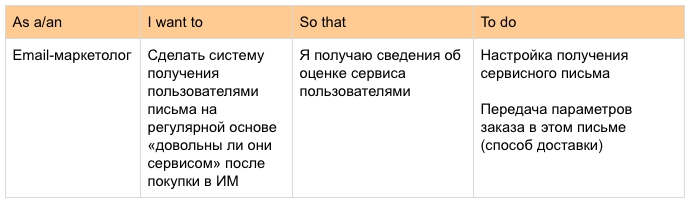 As a/an
I want to
So that
To do
Email-маркетолог
Сделать систему
получения
пользователями
письма на
регулярной основе
«довольны ли они
сервисом» после
покупки в ИМ
Я получаю сведения об
оценке сервиса
пользователями
Настройка получения
сервисного письма
Передача параметров
заказа в этом письме
(способ доставки)